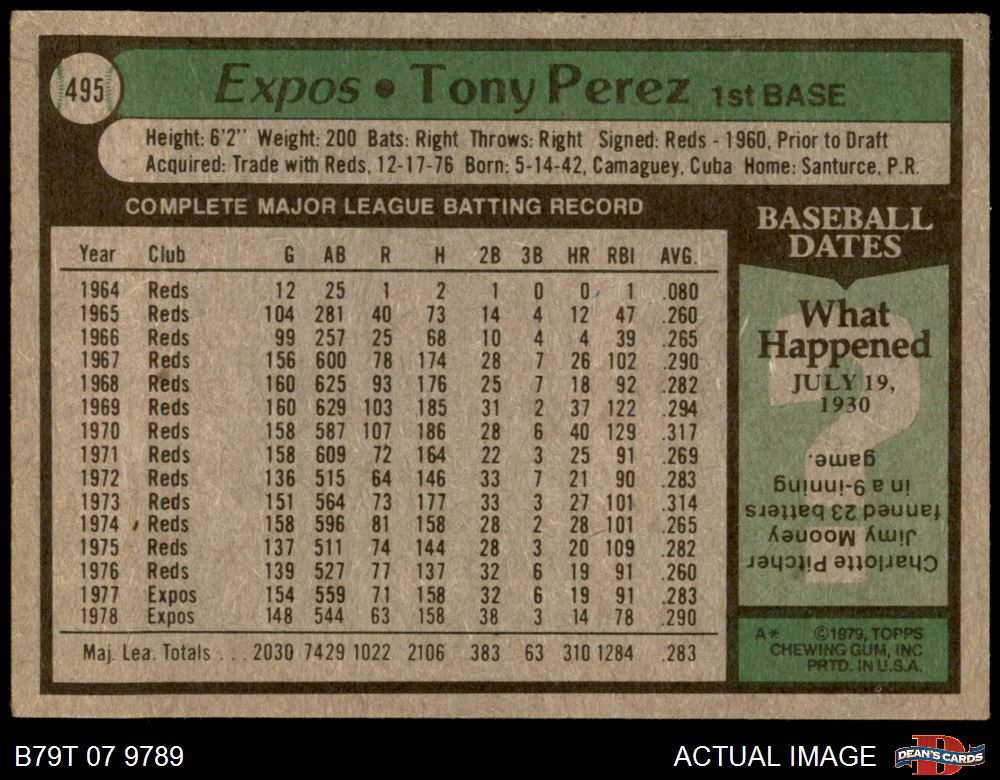 495
Expos • Tony Perez 1st BASE
Height: 6'2" Weight: 200 Bats: Right Throws: Right Signed: Reds - 1960, Prior to Draft
Acquired: Trade with Reds, 12-17-76 Born: 5-14-42, Camaguey, Cuba Home: Santurce, P.R.
COMPLETE MAJOR LEAGUE BATTING RECORD
Year Club G AB R H 2B 3B HR RBI AVG.
1964 Reds 12 25 1 2 1 0 0 1 .080
1965 Reds 104 281 40 73 14 4 12 47 .260
1966 Reds 99 257 25 68 10 4 4 39 .265
1967 Reds 156 600 78 174 28 7 26 102 .290
1968 Reds 160 625 93 176 25 7 18 92 .282
1969 Reds 160 629 103 185 31 2 37 122 .294
1970 Reds 158 587 107 186 28 6 40 129 .317
1971 Reds 158 609 72 164 22 3 25 91 .269
1972 Reds 136 515 64 146 33 7 21 90 .283
1973 Reds 151 564 73 177 33 3 27 101 .314
1974 Reds 158 596 81 158 28 2 28 101 .265
1975 Reds 137 511 74 144 28 3 20 109 .282
1976 Reds 139 527 77 137 32 6 19 91 .260
1977 Expos 154 559 71 158 32 6 19 91 .283
1978 Expos 148 544 63 158 38 3 14 78 .290
Maj. Lea. Totals . . . 2030 7429 1022 2106 383 63 310 1284 .283
BASEBALL
DATES
What
Happened
JULY 19,
1930
Charlotte Pitcher
Jimy Mooney
fanned 23 batters
in a 9-inning
game.
A* ©1979, TOPPS
CHEWING GUM, INC
PRTD. IN U.S.A.
B79T 07 9789
ACTUAL IMAGE
DEAN'S CARDS